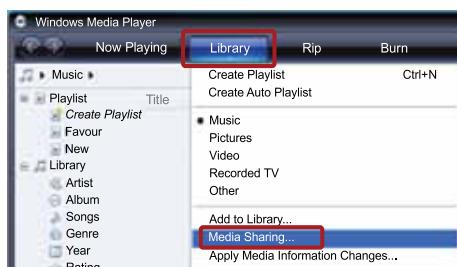 Windows Media Player
Now Playing Library Rip Burn
Music
Playlist Title
Create Playlist
Favour
New
Library
Artist
Album
Songs
Genre
Year
Rating
Create Playlist Ctrl+N
Create Auto Playlist
Music
Pictures
Video
Recorded TV
Other
Add to Library...
Media Sharing...
Apply Media Information Changes...